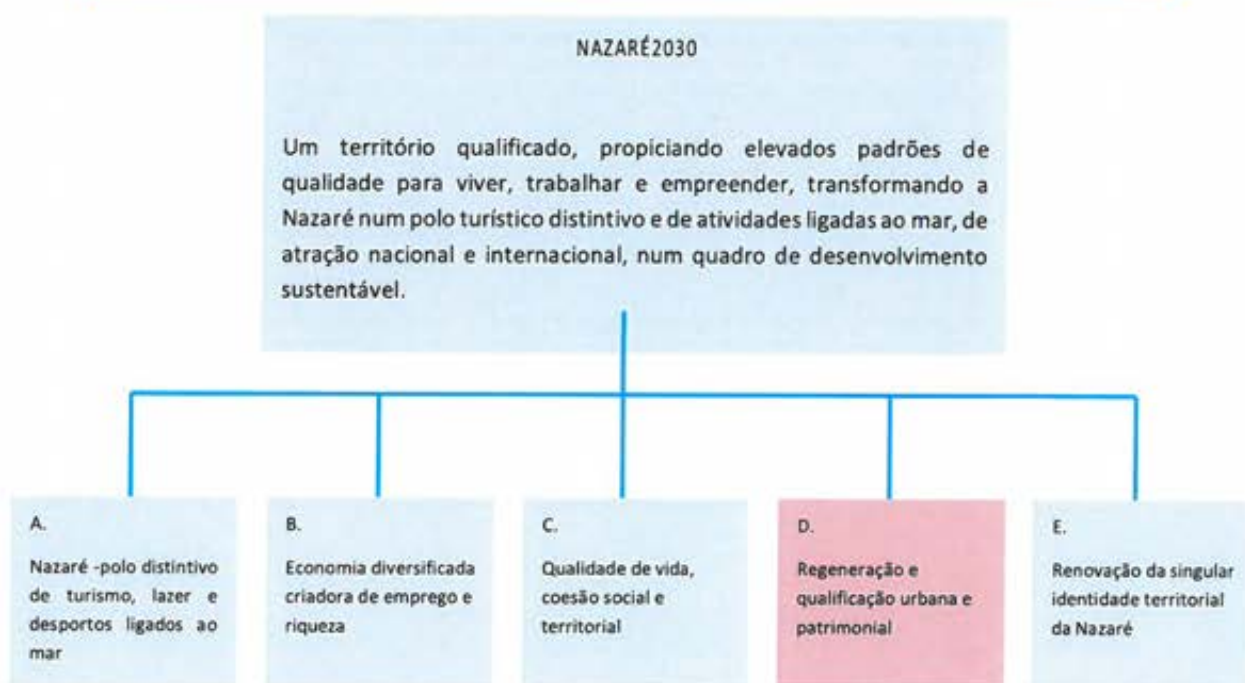 NAZARÉ2030
Um território qualificado, propiciando elevados padrões de
qualidade para viver, trabalhar e empreender, transformando a
Nazaré num polo turístico distintivo e de atividades ligadas ao mar, de
atração nacional e internacional, num quadro de desenvolvimento
sustentável.
A.
Nazaré -polo distintivo
de turismo, lazer e
desportos ligados ao
mar
B.
Economia diversificada
criadora de emprego e
riqueza
C.
Qualidade de vida,
coesão social e
territorial
D.
Regeneração e
qualificação urbana e
patrimonial
E.
Renovação da singular
identidade territorial
da Nazaré